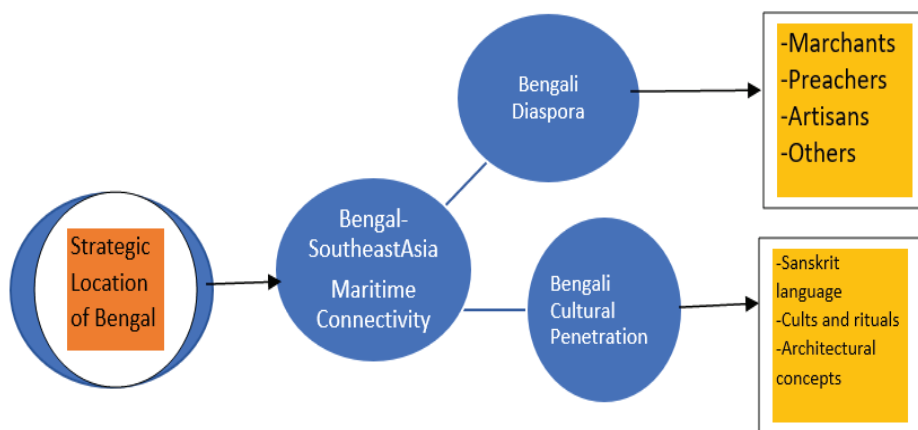 Strategic
Location
of Bengal
Bengal-
SoutheastAsia
Maritime
Connectivity
Bengali
Diaspora
-Marchants
-Preachers
-Artisans
-Others
Bengali
Cultural
Penetration
-Sanskrit
language
-Cults and rituals
-Architectural
concepts